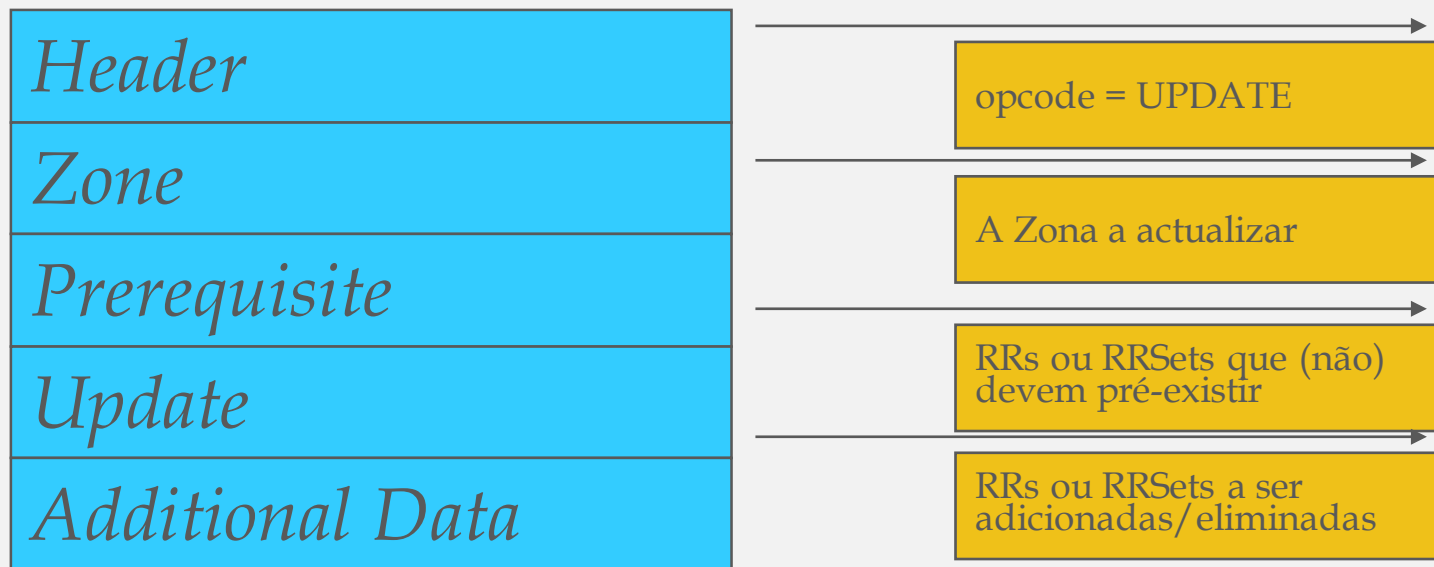 Header
opcode = UPDATE
Zone
A Zona a actualizar
Prerequisite
RRs ou RRSets que (não)
devem pré-existir
Update
RRs ou RRSets a ser
adicionadas/eliminadas
Additional Data